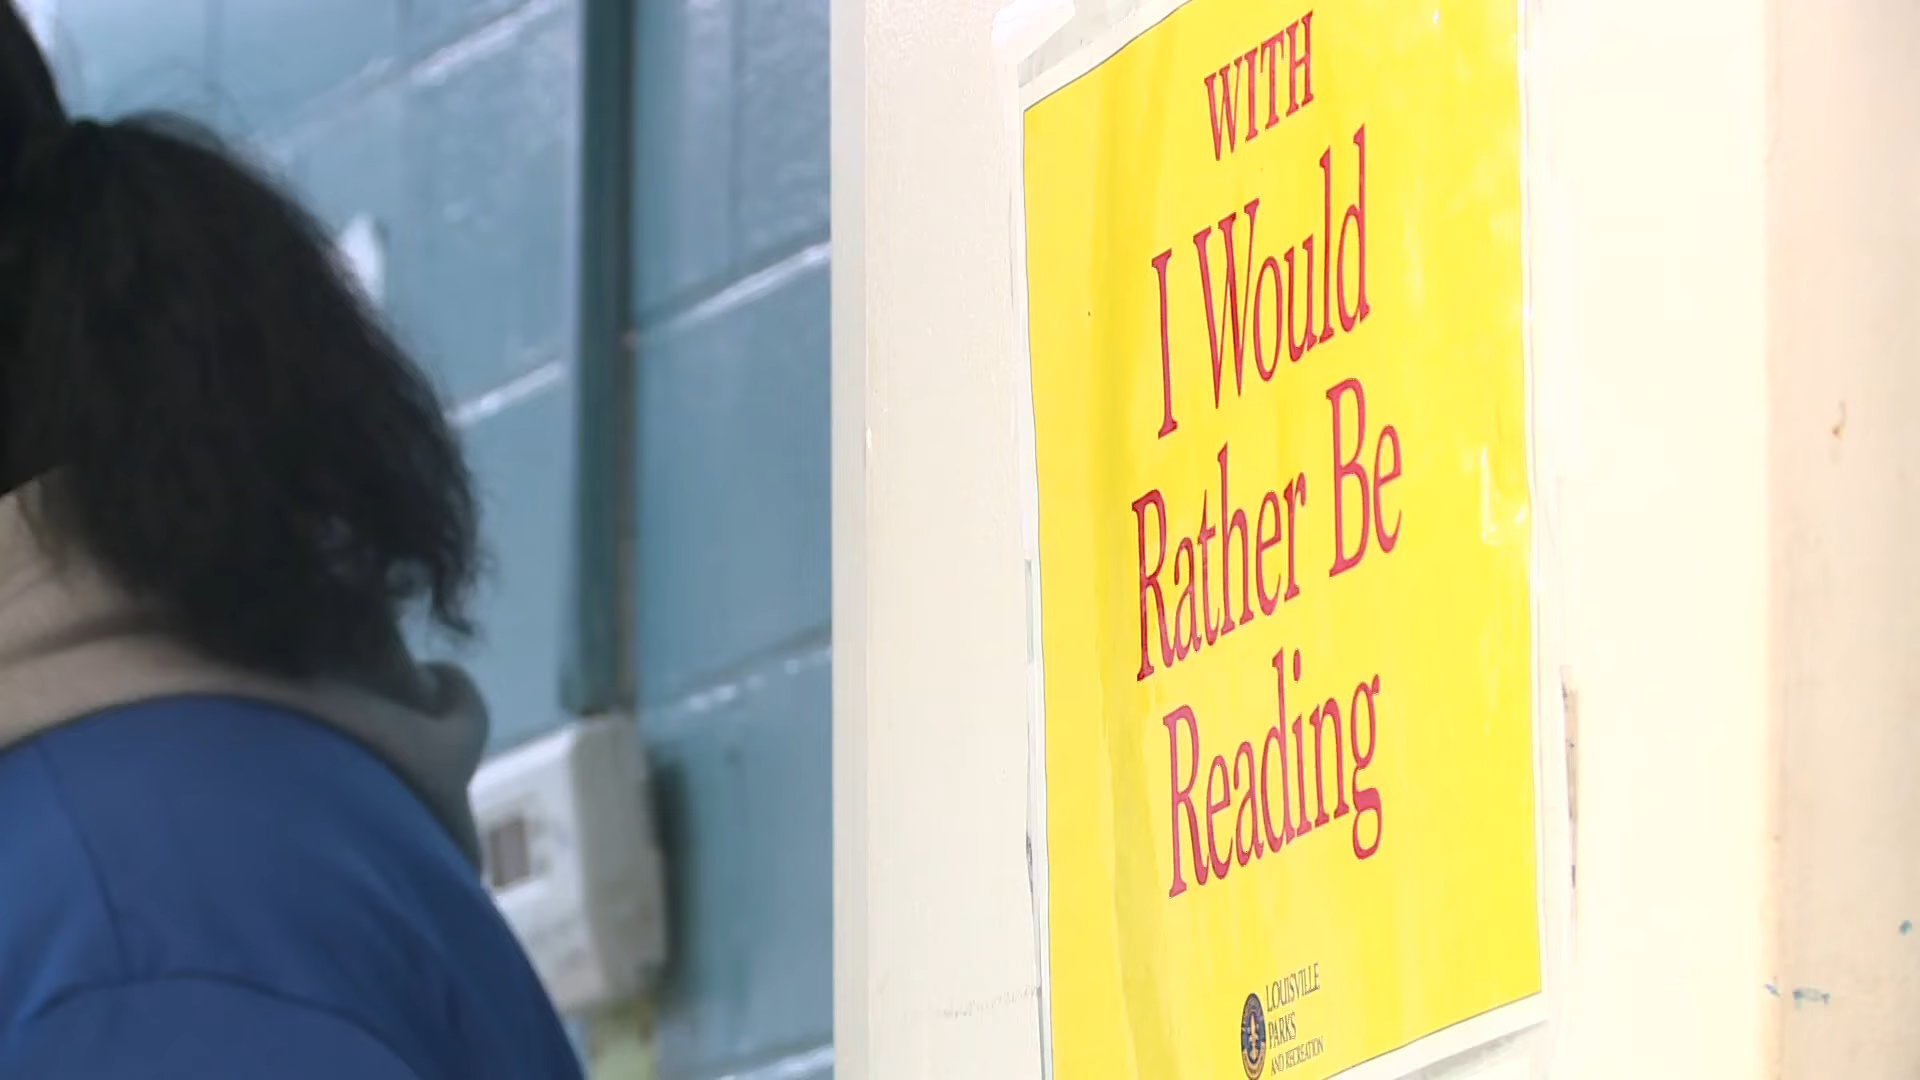 WITH
I Would
Rather Be
Reading
LOUISVILLE
PARKS
AND RECREATION